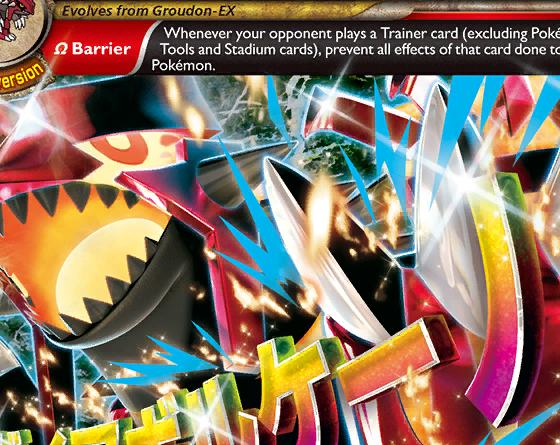 Evolves from Groudon-EX
Ω Barrier
Whenever your opponent plays a Trainer card (excluding Poké
Tools and Stadium cards), prevent all effects of that card done to
Pokémon.
version